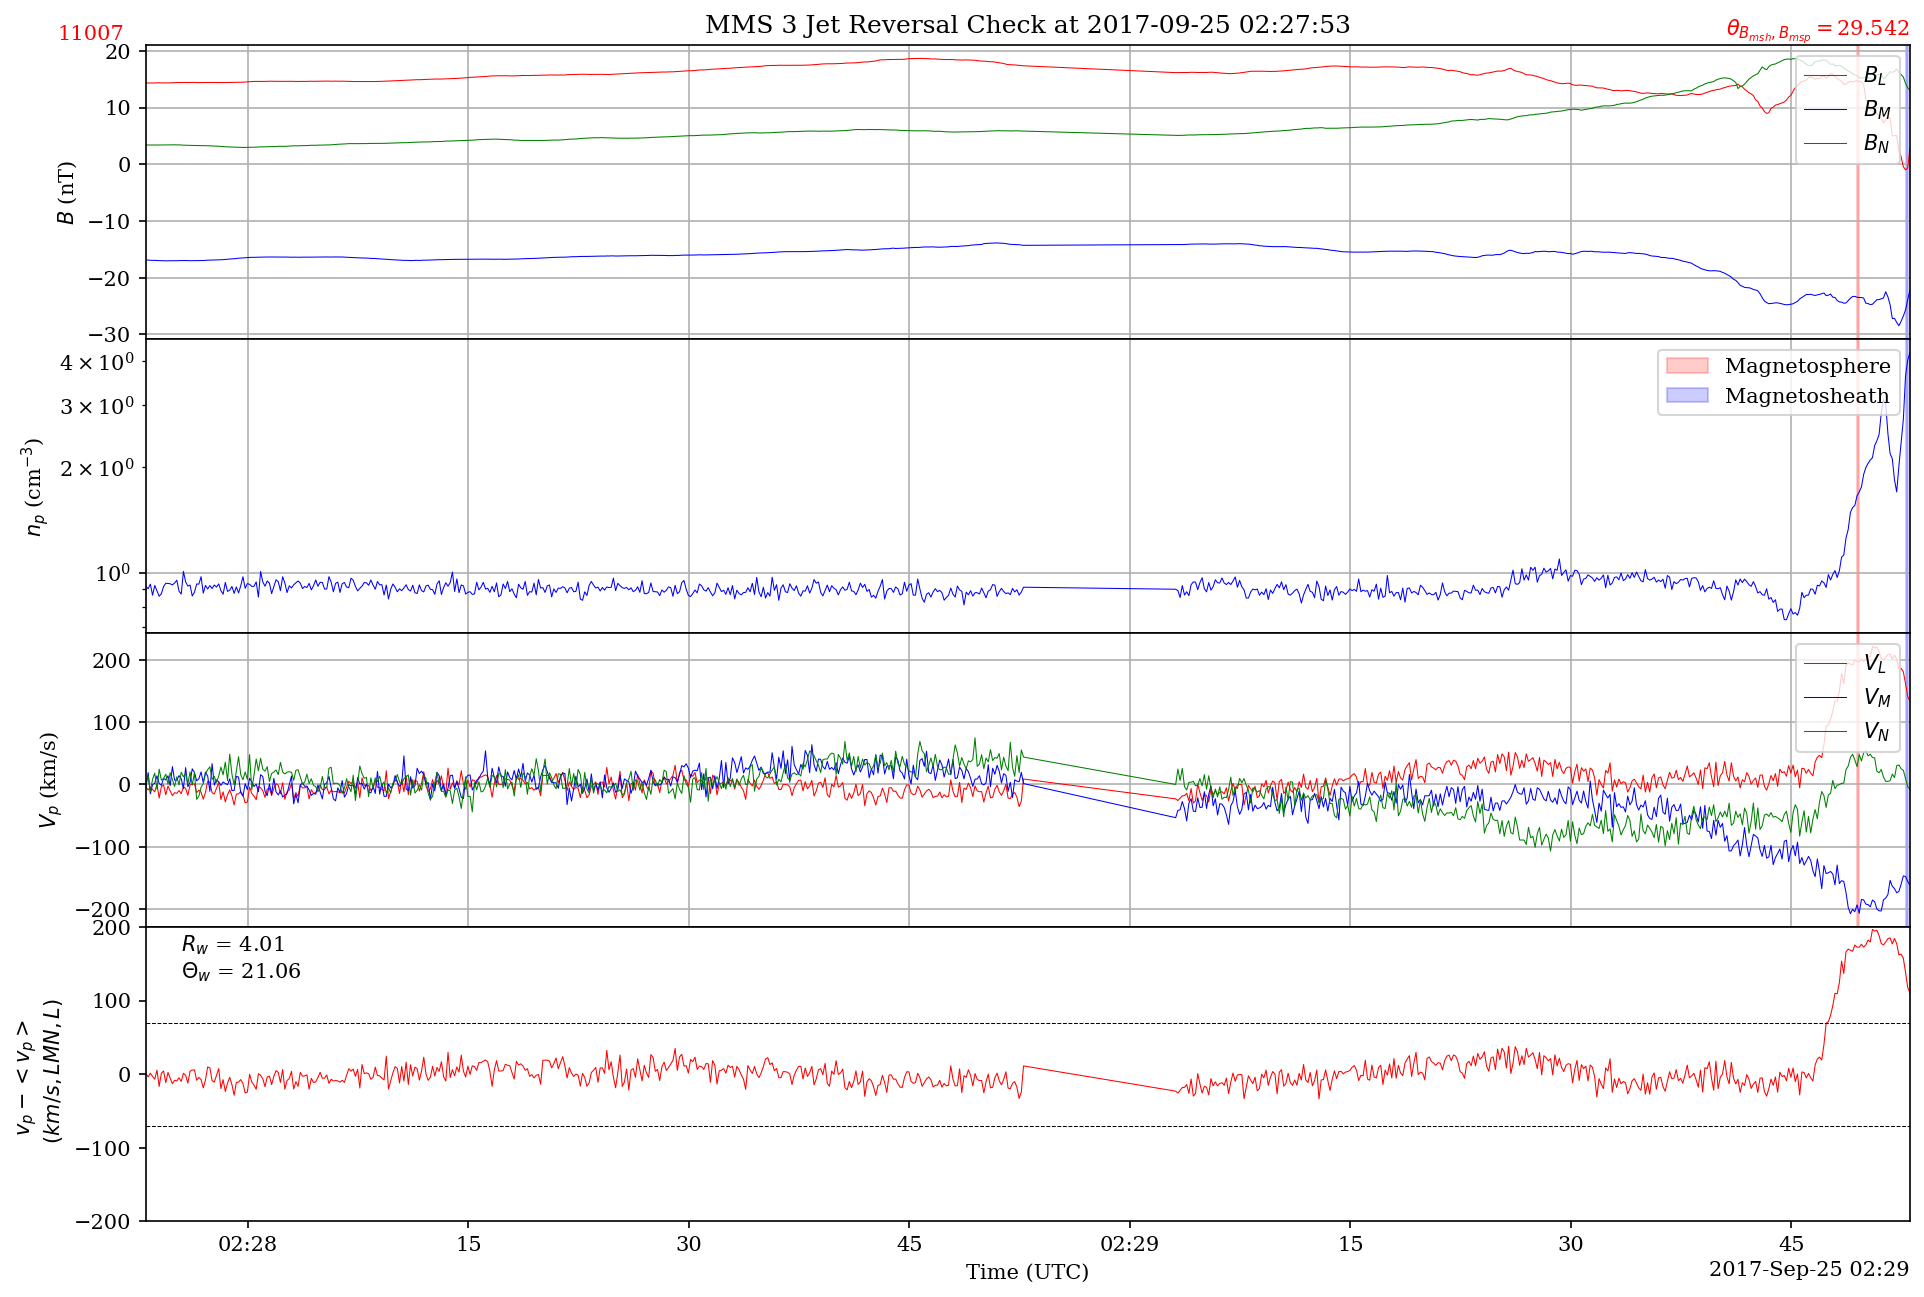 MMS 3 Jet Reversal Check at 2017-09-25 02:27:53
11007
θ_{B_{msh}, B_{msp}} = 29.542
B (nT)
20
10
0
−10
−20
−30
B_L
B_M
B_N
n_p (cm^{−3})
4 × 10^0
3 × 10^0
2 × 10^0
10^0
Magnetosphere
Magnetosheath
V_p (km/s)
200
100
0
−100
−200
V_L
V_M
V_N
v_p − < v_p >
(km/s, LMN, L)
200
100
0
−100
−200
R_w = 4.01
Θ_w = 21.06
02:28 15 30 45 02:29 15 30 45
Time (UTC)
2017-Sep-25 02:29